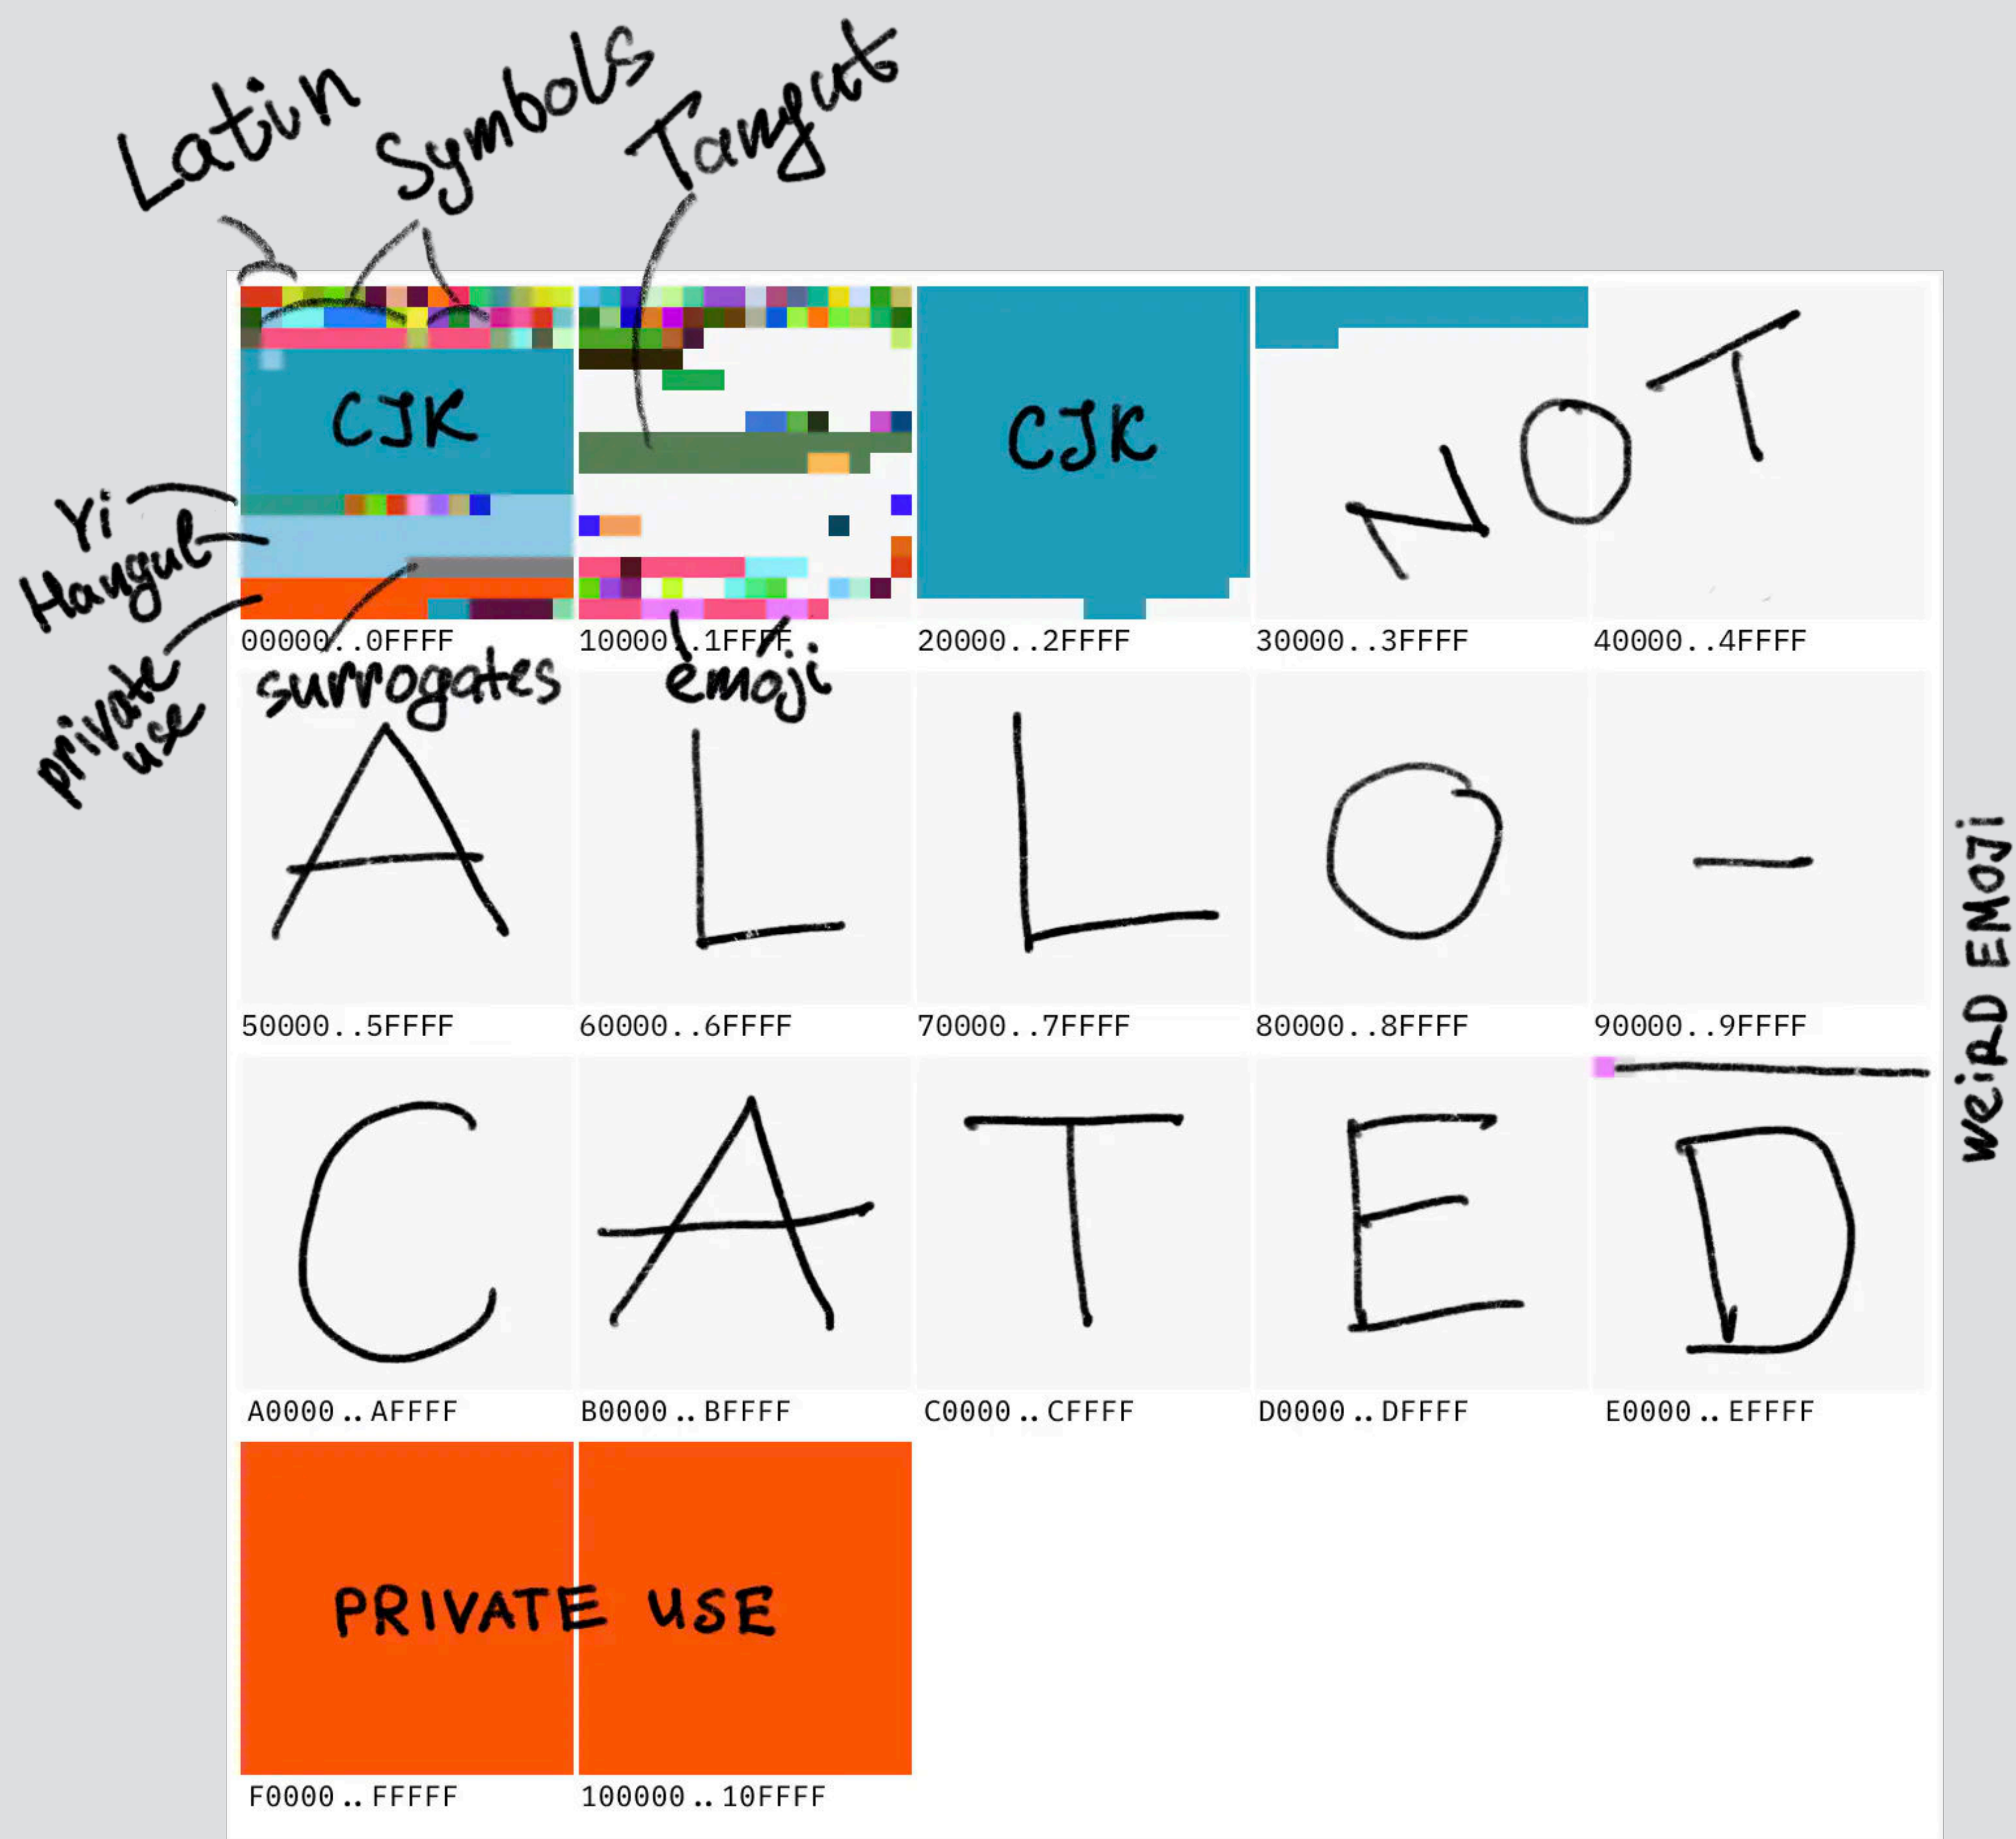 Latin
Symbols
Tangut
CJK
CJK
Yi
Hangul
private
use
surrogates
emoji
00000..0FFFF
10000..1FFFF
20000..2FFFF
30000..3FFFF
40000..4FFFF
NOT
ALLO-
50000..5FFFF
60000..6FFFF
70000..7FFFF
80000..8FFFF
90000..9FFFF
WEiRD EMOJI
CATED
A0000..AFFFF
B0000..BFFFF
C0000..CFFFF
D0000..DFFFF
E0000..EFFFF
PRIVATE USE
F0000..FFFFF
100000..10FFFF